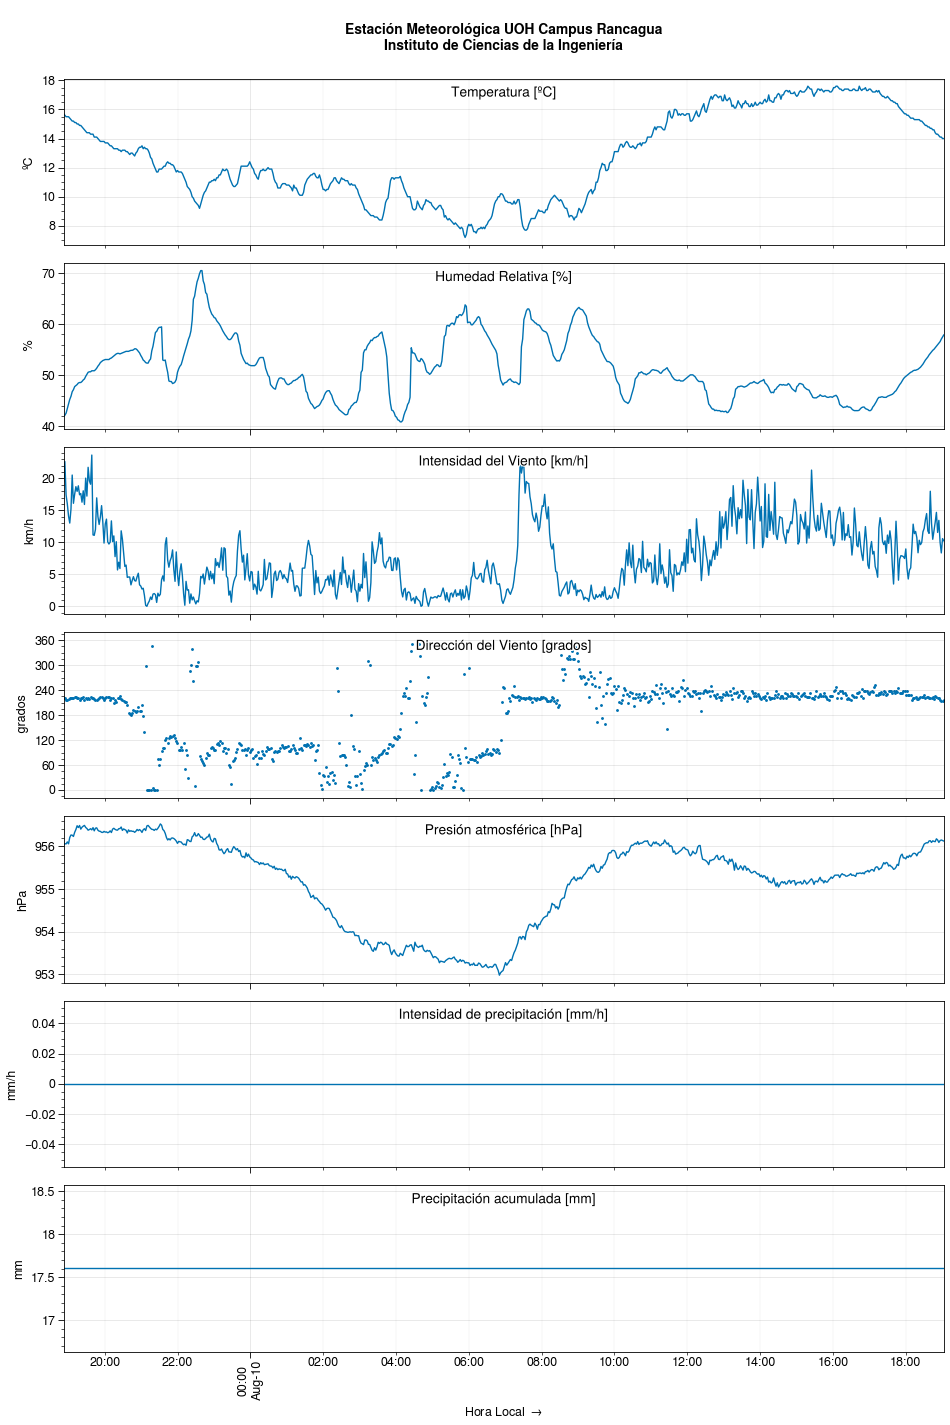 Estación Meteorológica UOH Campus Rancagua
Instituto de Ciencias de la Ingeniería
Temperatura [ºC]
18
16
14
12
10
8
ºC
Humedad Relativa [%]
70
60
50
40
%
Intensidad del Viento [km/h]
20
15
10
5
0
km/h
Dirección del Viento [grados]
360
300
240
180
120
60
0
grados
Presión atmosférica [hPa]
956
955
954
953
hPa
Intensidad de precipitación [mm/h]
0.04
0.02
0
−0.02
−0.04
mm/h
Precipitación acumulada [mm]
18.5
18
17.5
17
mm
20:00 22:00 00:00 02:00 04:00 06:00 08:00 10:00 12:00 14:00 16:00 18:00
Aug-10
Hora Local →